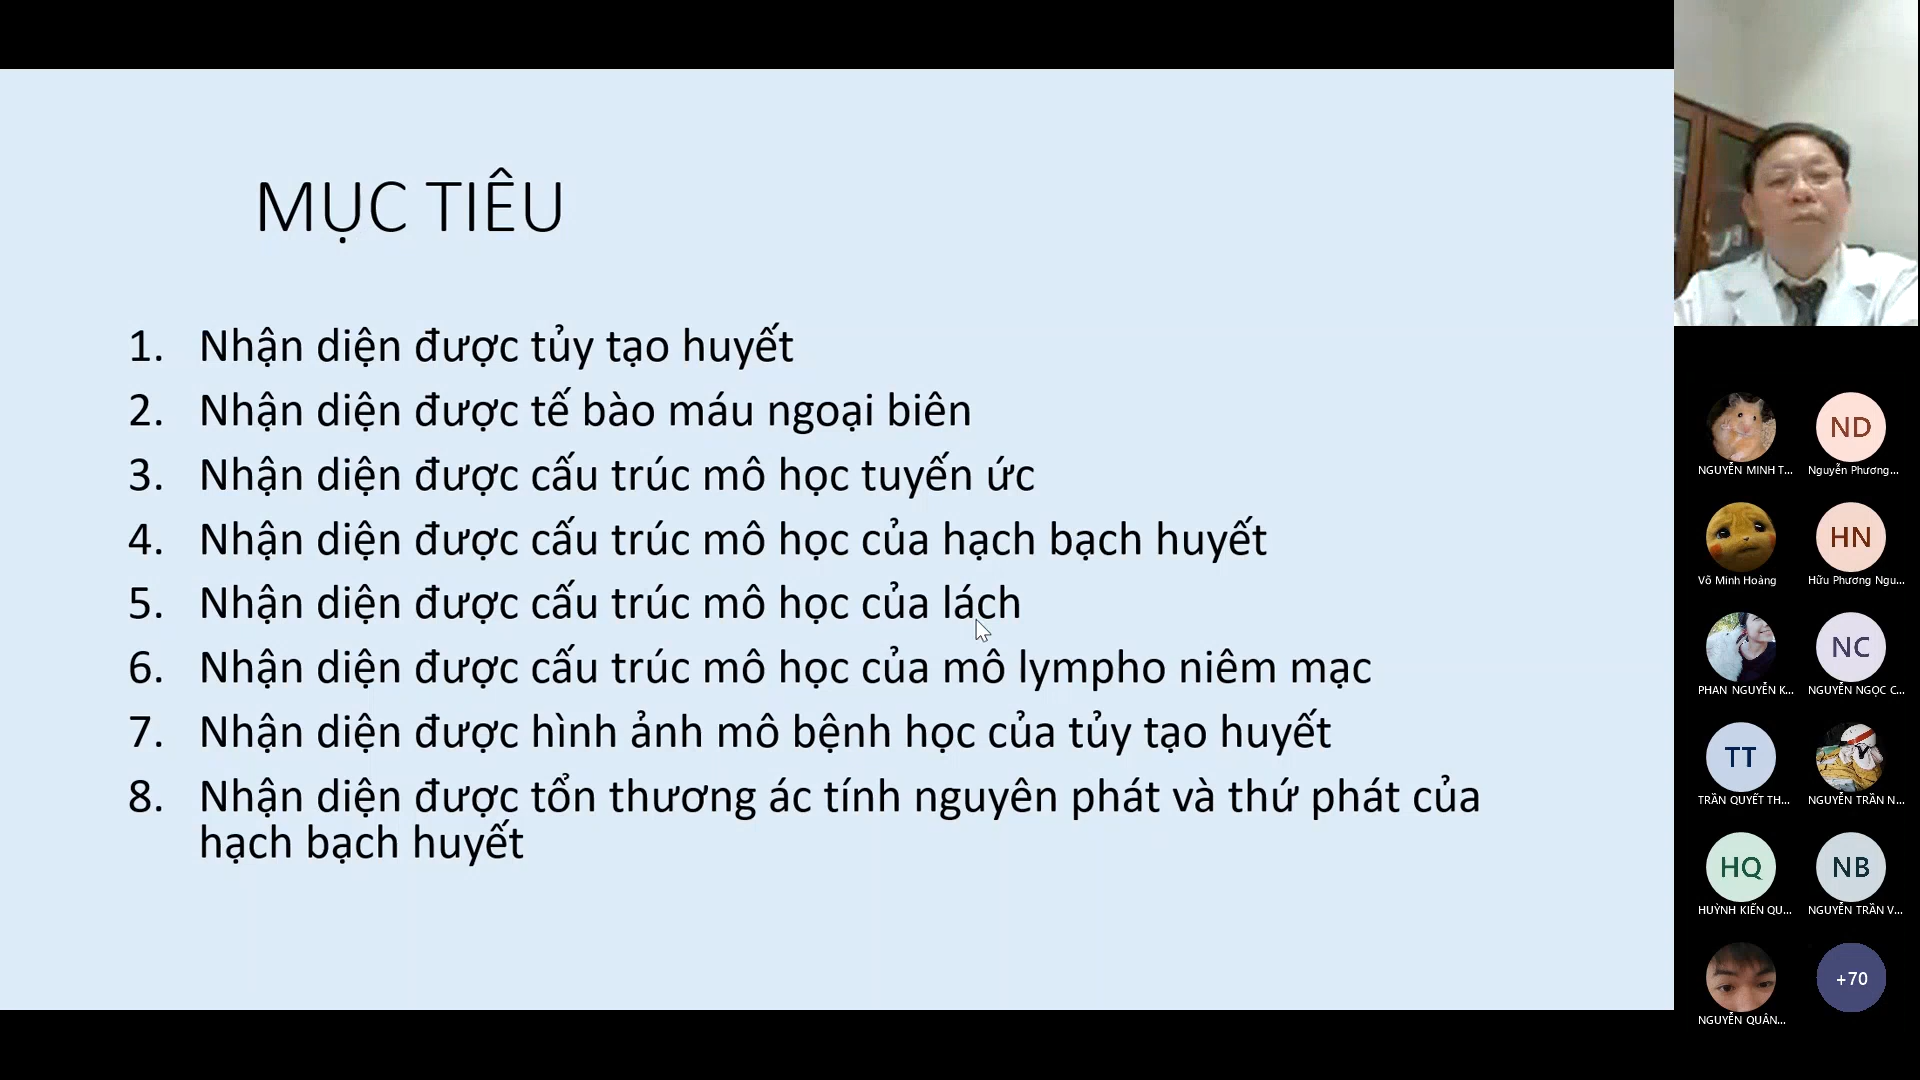 MỤC TIÊU
1. Nhận diện được tủy tạo huyết
2. Nhận diện được tế bào máu ngoại biên
3. Nhận diện được cấu trúc mô học tuyến ức
4. Nhận diện được cấu trúc mô học của hạch bạch huyết
5. Nhận diện được cấu trúc mô học của lách
6. Nhận diện được cấu trúc mô học của mô lympho niêm mạc
7. Nhận diện được hình ảnh mô bệnh học của tủy tạo huyết
8. Nhận diện được tổn thương ác tính nguyên phát và thứ phát của
hạch bạch huyết
NGUYỄN MINH T...
ND
Nguyễn Phương...
Võ Minh Hoàng
HN
Hữu Phương Ngu...
PHAN NGUYỄN K...
NC
NGUYỄN NGỌC C...
TT
TRẦN QUYẾT TH...
NGUYỄN TRẦN N...
HQ
HUỲNH KIẾN QU...
NB
NGUYỄN TRẦN V...
NGUYỄN QUÂN...
+70